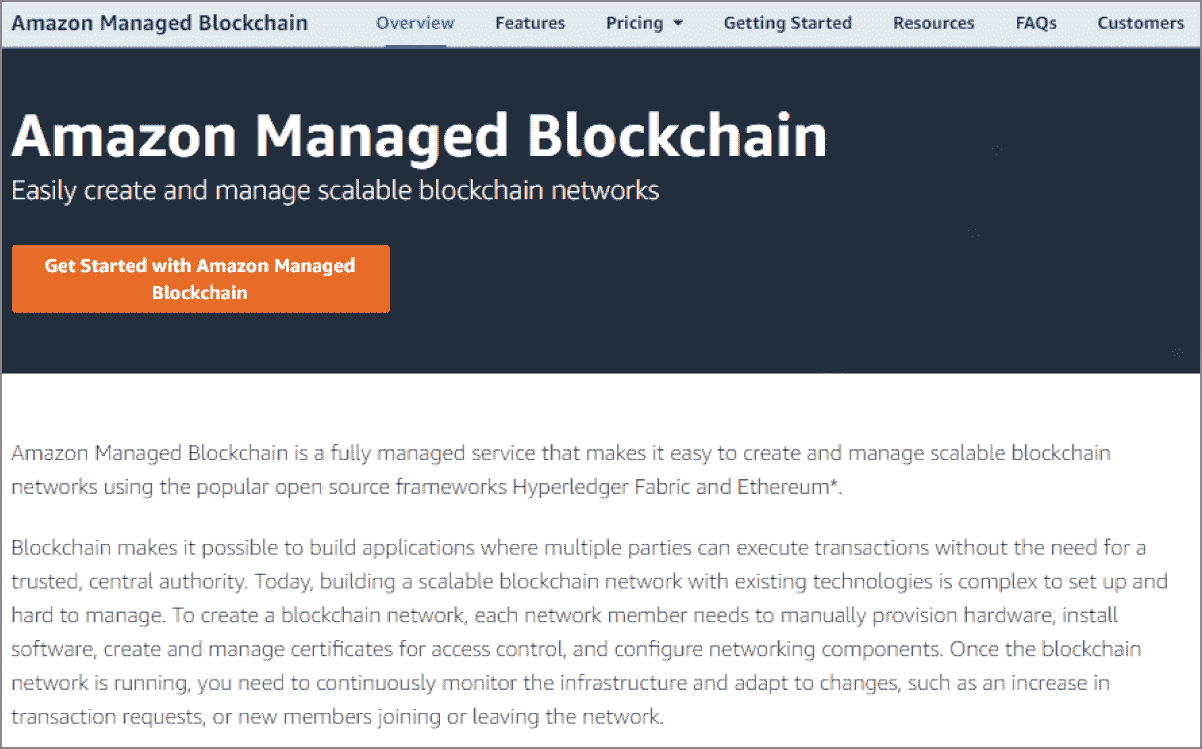 Amazon Managed Blockchain Overview Features Pricing Getting Started Resources FAQs Customers
Amazon Managed Blockchain
Easily create and manage scalable blockchain networks
Get Started with Amazon Managed
Blockchain
Amazon Managed Blockchain is a fully managed service that makes it easy to create and manage scalable blockchain
networks using the popular open source frameworks Hyperledger Fabric and Ethereum*.
Blockchain makes it possible to build applications where multiple parties can execute transactions without the need for a
trusted, central authority. Today, building a scalable blockchain network with existing technologies is complex to set up and
hard to manage. To create a blockchain network, each network member needs to manually provision hardware, install
software, create and manage certificates for access control, and configure networking components. Once the blockchain
network is running, you need to continuously monitor the infrastructure and adapt to changes, such as an increase in
transaction requests, or new members joining or leaving the network.